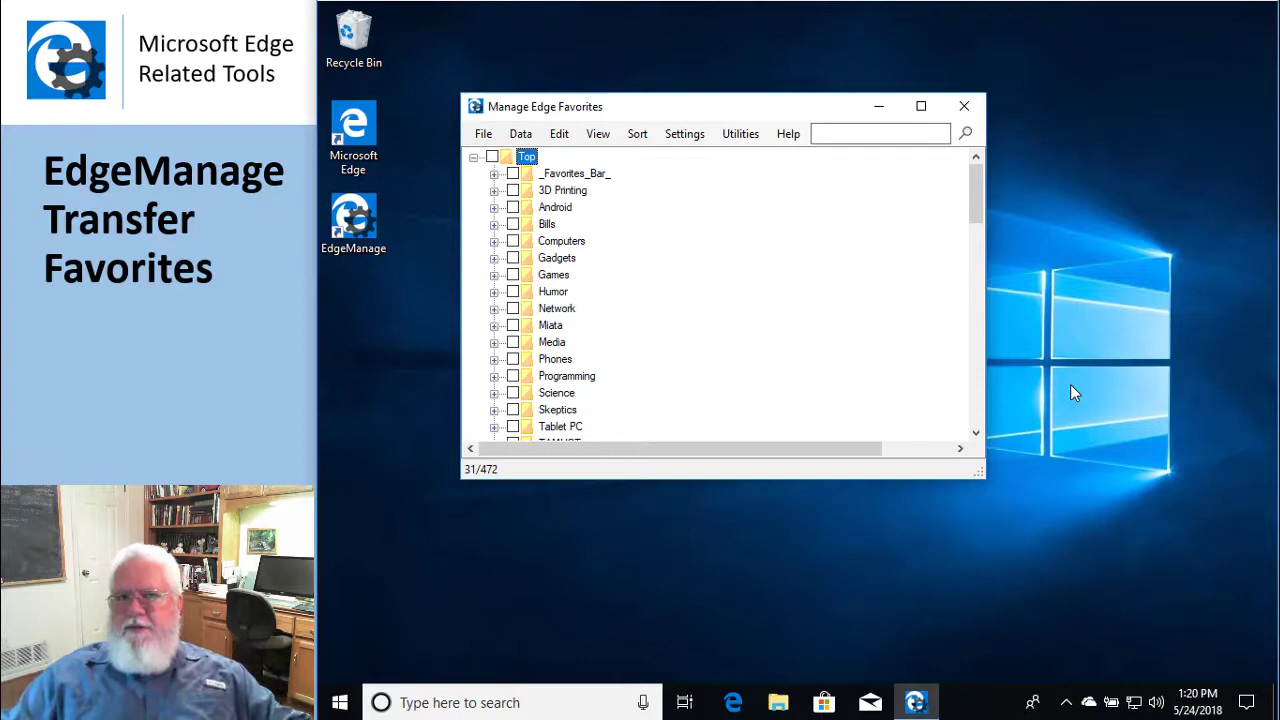 Microsoft Edge
Related Tools
EdgeManage
Transfer
Favorites
Recycle Bin
Microsoft
Edge
EdgeManage
Manage Edge Favorites
File Data Edit View Sort Settings Utilities Help
Top
_Favorites_Bar_
3D Printing
Android
Bills
Computers
Gadgets
Games
Humor
Network
Miata
Media
Phones
Programming
Science
Skeptics
Tablet PC
31/472
Type here to search
1:20 PM
5/24/2018